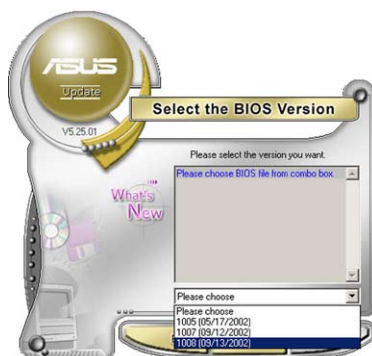 ASUS
Update
V5.25.01
Select the BIOS Version
Please select the version you want.
Please choose BIOS file from combo box.
What's
New
Please choose
Please choose
1005 (05/17/2002)
1007 (09/12/2002)
1008 (09/13/2002)